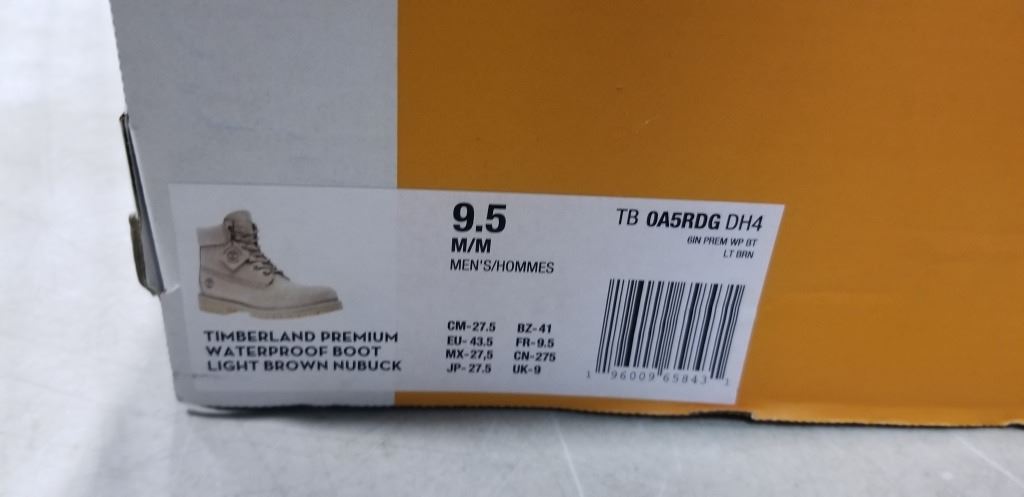 TIMBERLAND PREMIUM
WATERPROOF BOOT
LIGHT BROWN NUBUCK
9.5
M/M
MEN'S/HOMMES
CM-27.5 BZ-41
EU-43.5 FR-9.5
MX-27,5 CN-275
JP-27.5 UK-9
TB 0A5RDG DH4
6IN PREM WP BT
LT BRN
1 96009 65843 1